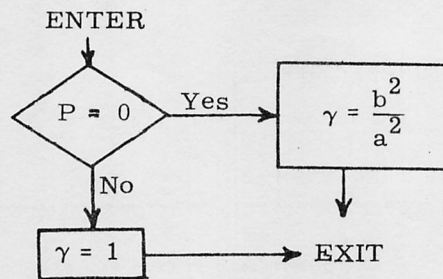 ENTER
P = 0
Yes
γ = b²/a²
No
γ = 1
EXIT